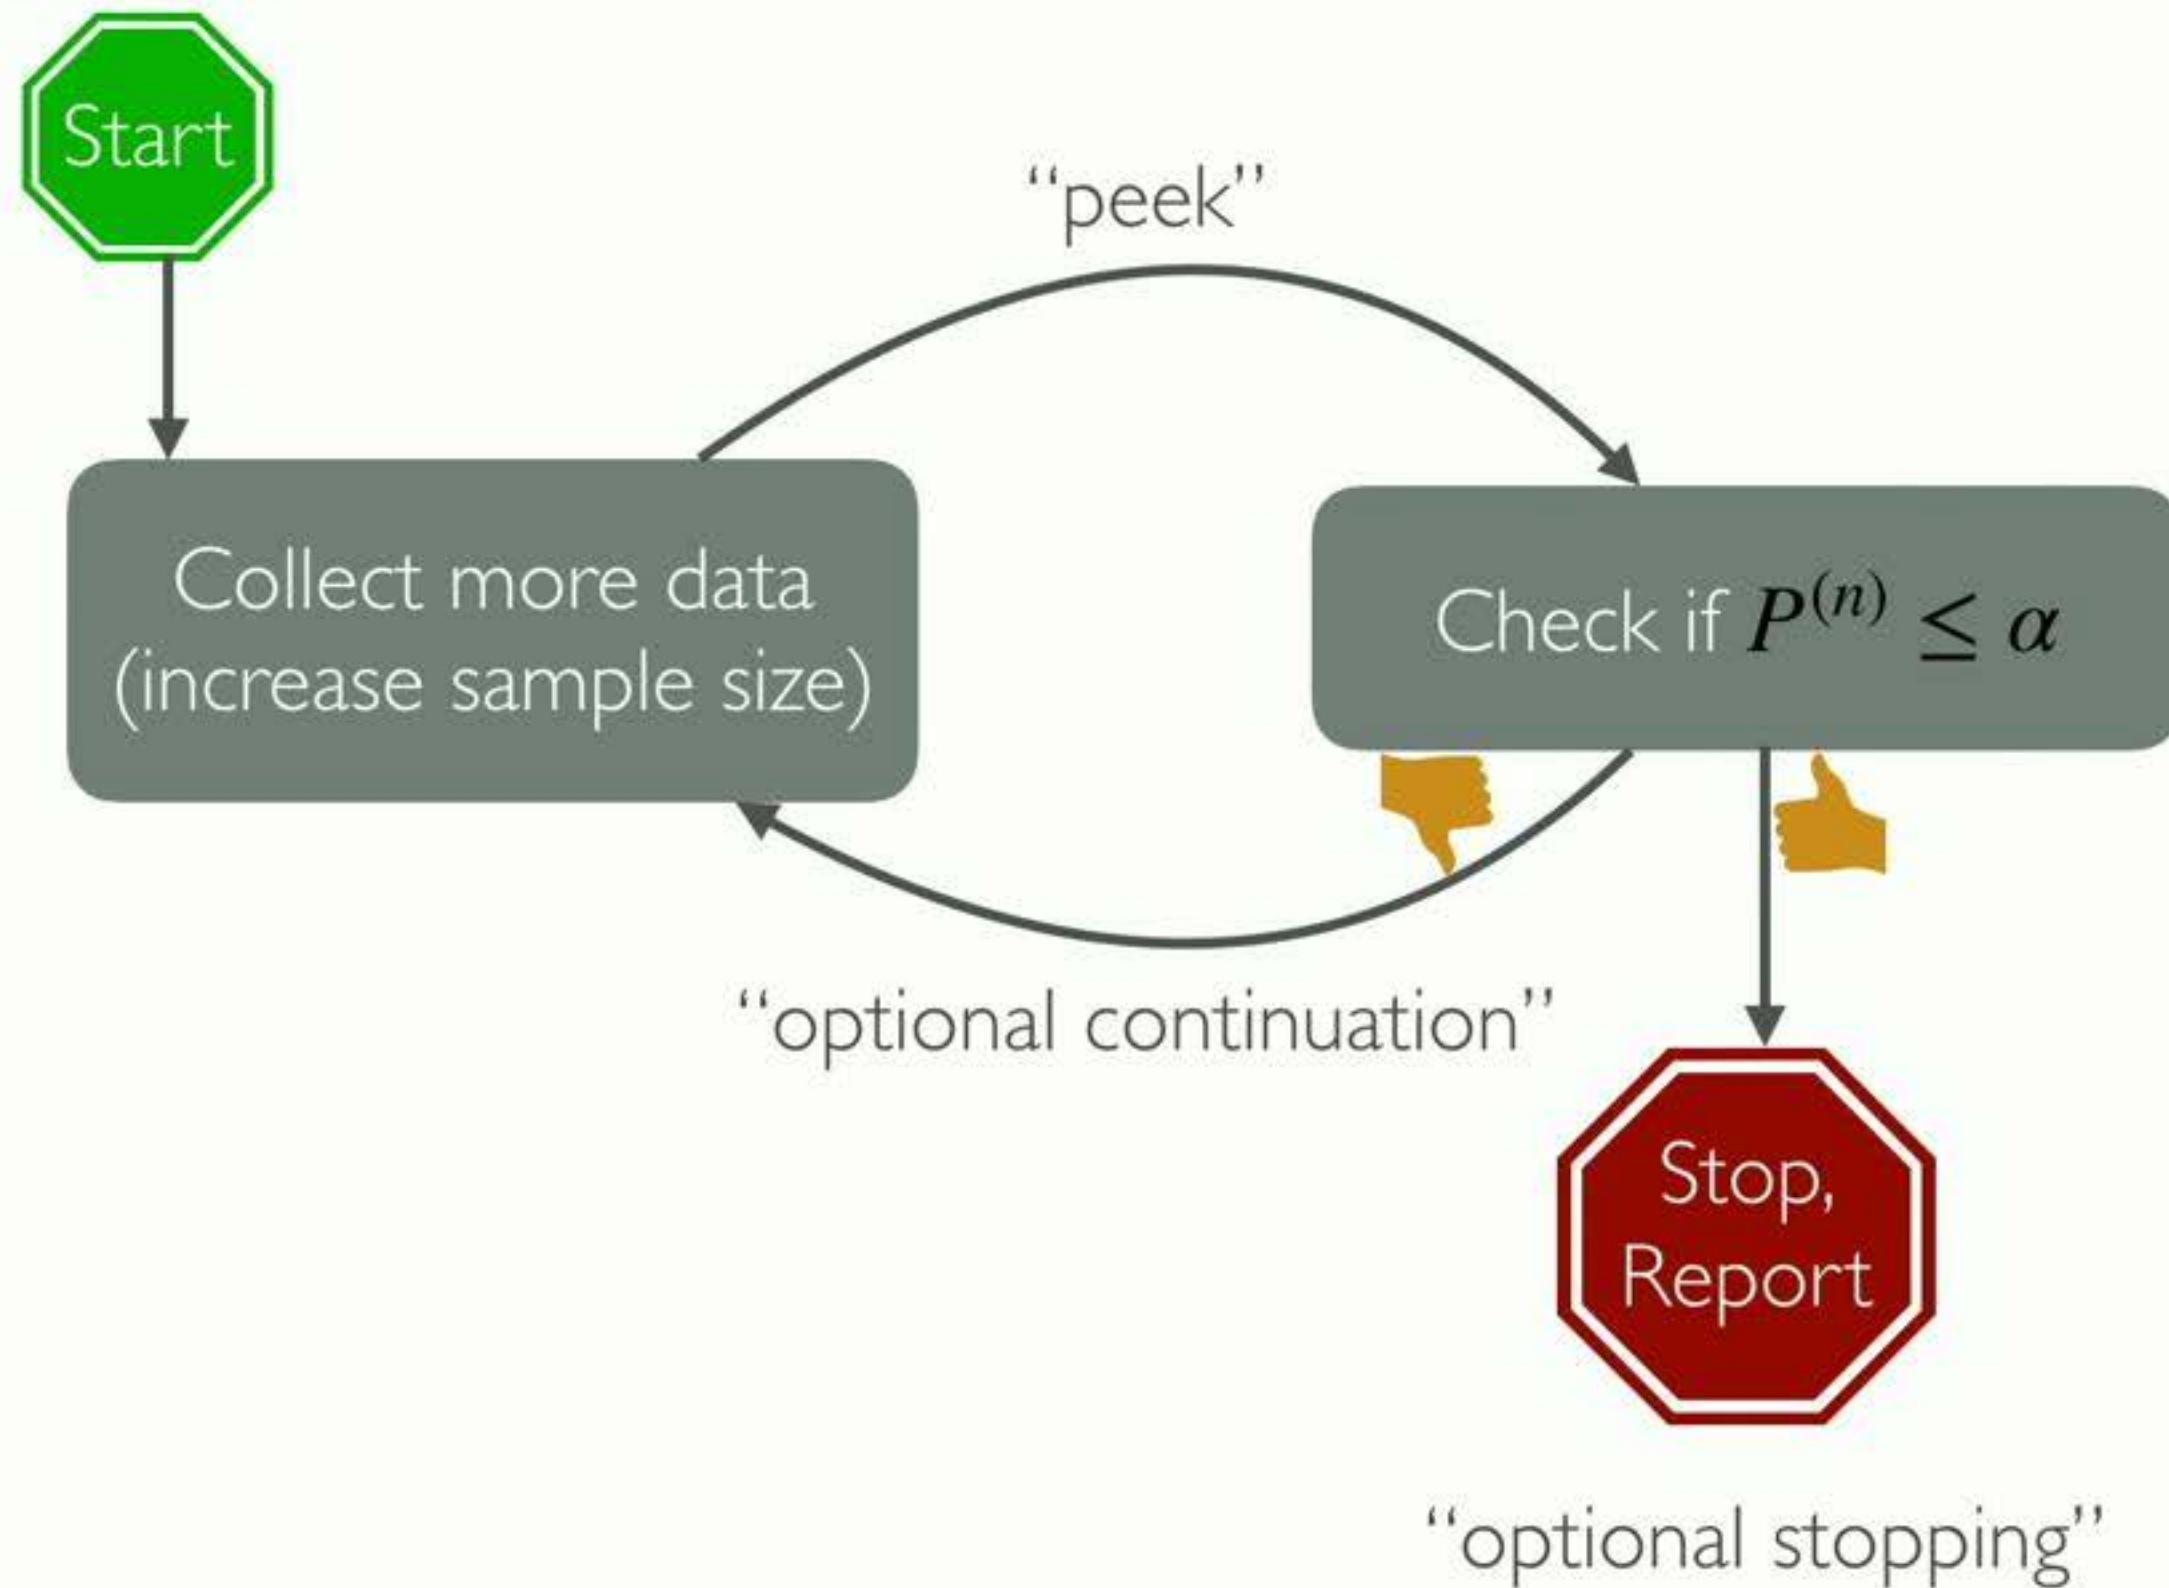 Start
“peek”
Collect more data
(increase sample size)
Check if P⁽ⁿ⁾ ≤ α
“optional continuation”
Stop,
Report
“optional stopping”